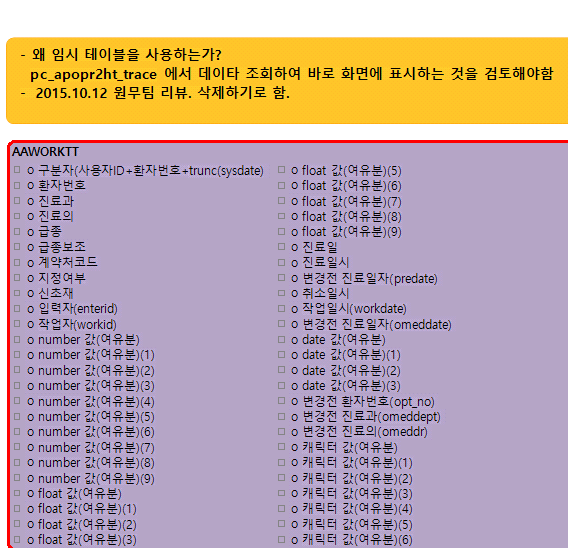 - 왜 임시 테이블을 사용하는가?
pc_apopr2ht_trace 에서 데이타 조회하여 바로 화면에 표시하는 것을 검토해야함
- 2015.10.12 원무팀 리뷰. 삭제하기로 함.
AAWORKTT
o 구분자(사용자ID+환자번호+trunc(sysdate)
o 환자번호
o 진료과
o 진료의
o 급종
o 급종보조
o 계약처코드
o 지정여부
o 신초재
o 입력자(enterid)
o 작업자(workid)
o number 값(여유분)
o number 값(여유분)(1)
o number 값(여유분)(2)
o number 값(여유분)(3)
o number 값(여유분)(4)
o number 값(여유분)(5)
o number 값(여유분)(6)
o number 값(여유분)(7)
o number 값(여유분)(8)
o number 값(여유분)(9)
o float 값(여유분)
o float 값(여유분)(1)
o float 값(여유분)(2)
o float 값(여유분)(3)
o float 값(여유분)(5)
o float 값(여유분)(6)
o float 값(여유분)(7)
o float 값(여유분)(8)
o float 값(여유분)(9)
o 진료일
o 진료일시
o 변경전 진료일자(predate)
o 취소일시
o 작업일시(workdate)
o 변경전 진료일자(omeddate)
o date 값(여유분)
o date 값(여유분)(1)
o date 값(여유분)(2)
o date 값(여유분)(3)
o 변경전 환자번호(opt_no)
o 변경전 진료과(omeddept)
o 변경전 진료의(omeddr)
o 캐릭터 값(여유분)
o 캐릭터 값(여유분)(1)
o 캐릭터 값(여유분)(2)
o 캐릭터 값(여유분)(3)
o 캐릭터 값(여유분)(4)
o 캐릭터 값(여유분)(5)
o 캐릭터 값(여유분)(6)